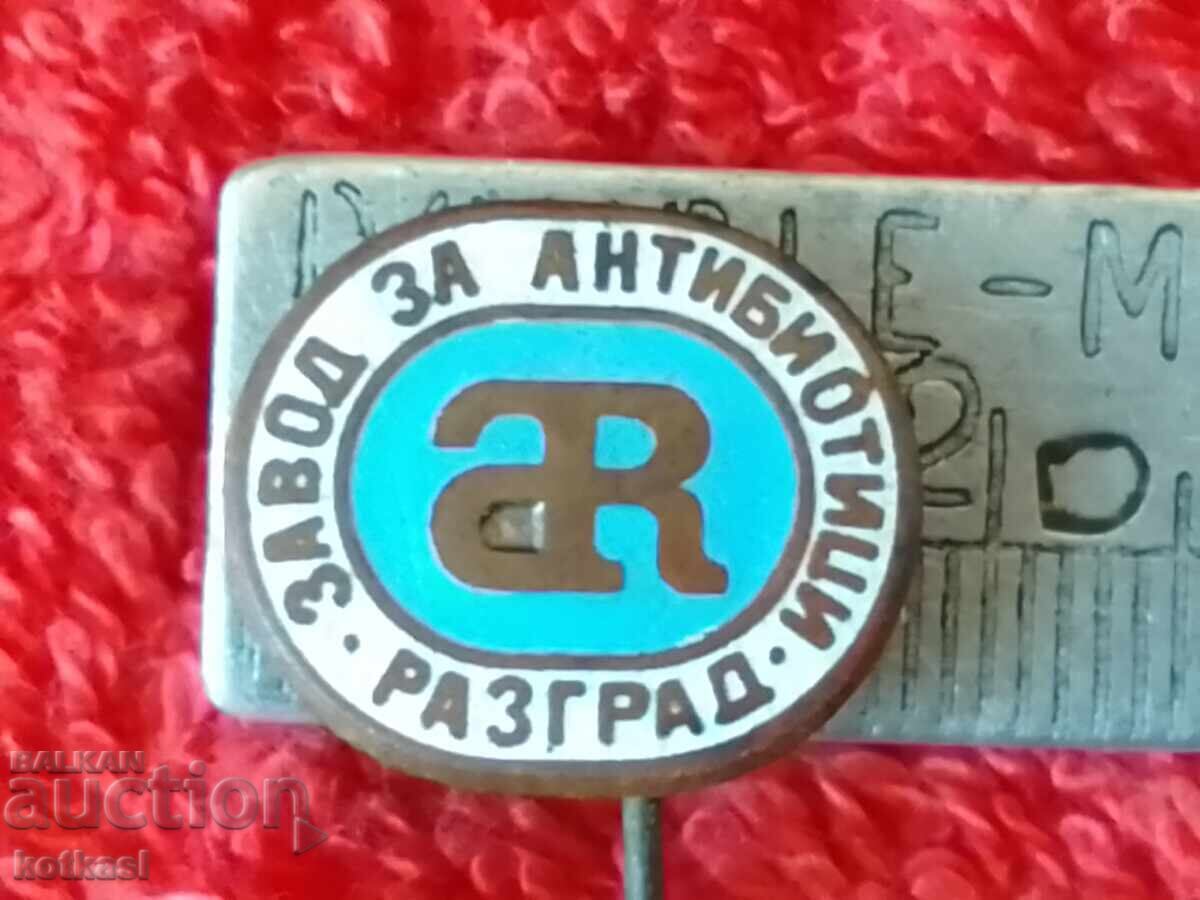 ЗАВОД ЗА АНТИБИОТИЦИ
· РАЗГРАД ·
aR
BALKAN
auction
kotkasl